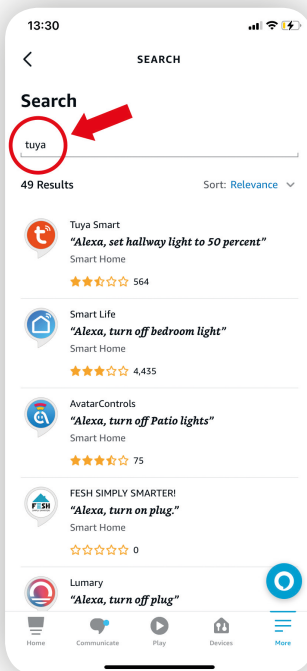 13:30
SEARCH
Search
tuya
49 Results
Sort: Relevance
Tuya Smart
“Alexa, set hallway light to 50 percent”
Smart Home
564
Smart Life
“Alexa, turn off bedroom light”
Smart Home
4,435
AvatarControls
“Alexa, turn off Patio lights”
Smart Home
75
FESH
FESH SIMPLY SMARTER!
“Alexa, turn on plug.”
Smart Home
0
Lumary
“Alexa, turn off plug”
Home
Communicate
Play
Devices
More